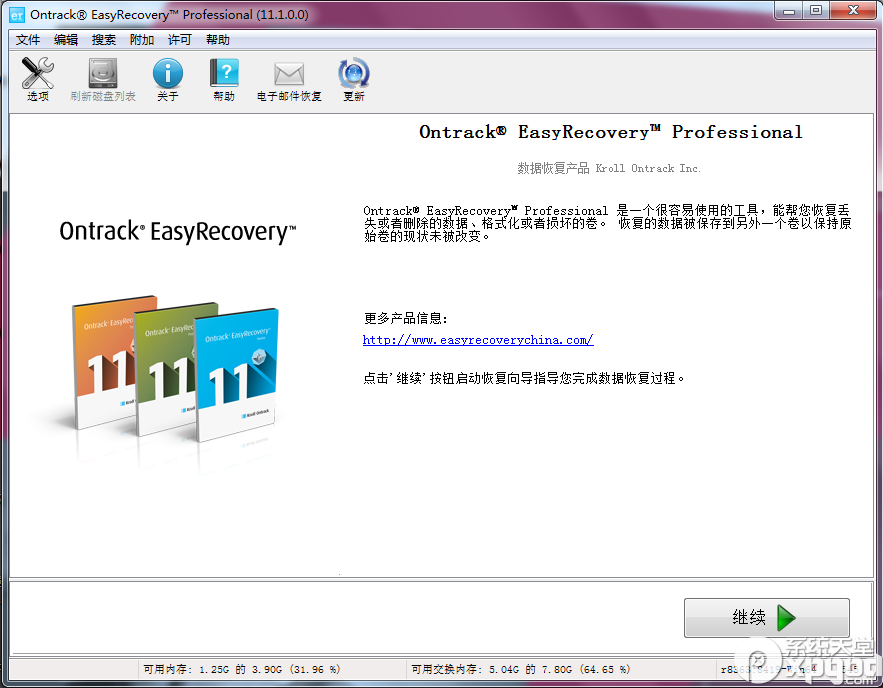 Ontrack® EasyRecovery™ Professional (11.1.0.0)
文件 编辑 搜索 附加 许可 帮助
选项 刷新磁盘列表 关于 帮助 电子邮件恢复 更新
Ontrack® EasyRecovery™ Professional
数据恢复产品 Kroll Ontrack Inc.
Ontrack® EasyRecovery™ Professional 是一个很容易使用的工具，能帮您恢复丢
失或者删除的数据、格式化或者损坏的卷。 恢复的数据被保存到另外一个卷以保持原
始卷的现状未被改变。
Ontrack® EasyRecovery™
11
11
Ontrack® EasyRecovery™
11
Kroll Ontrack
更多产品信息:
http://www.easyrecoverychina.com/
点击'继续'按钮启动恢复向导指导您完成数据恢复过程。
继续
可用内存: 1.25G 的 3.90G (31.96 %) 可用交换内存: 5.04G 的 7.80G (64.65 %)
系统天堂
xpgod
.com